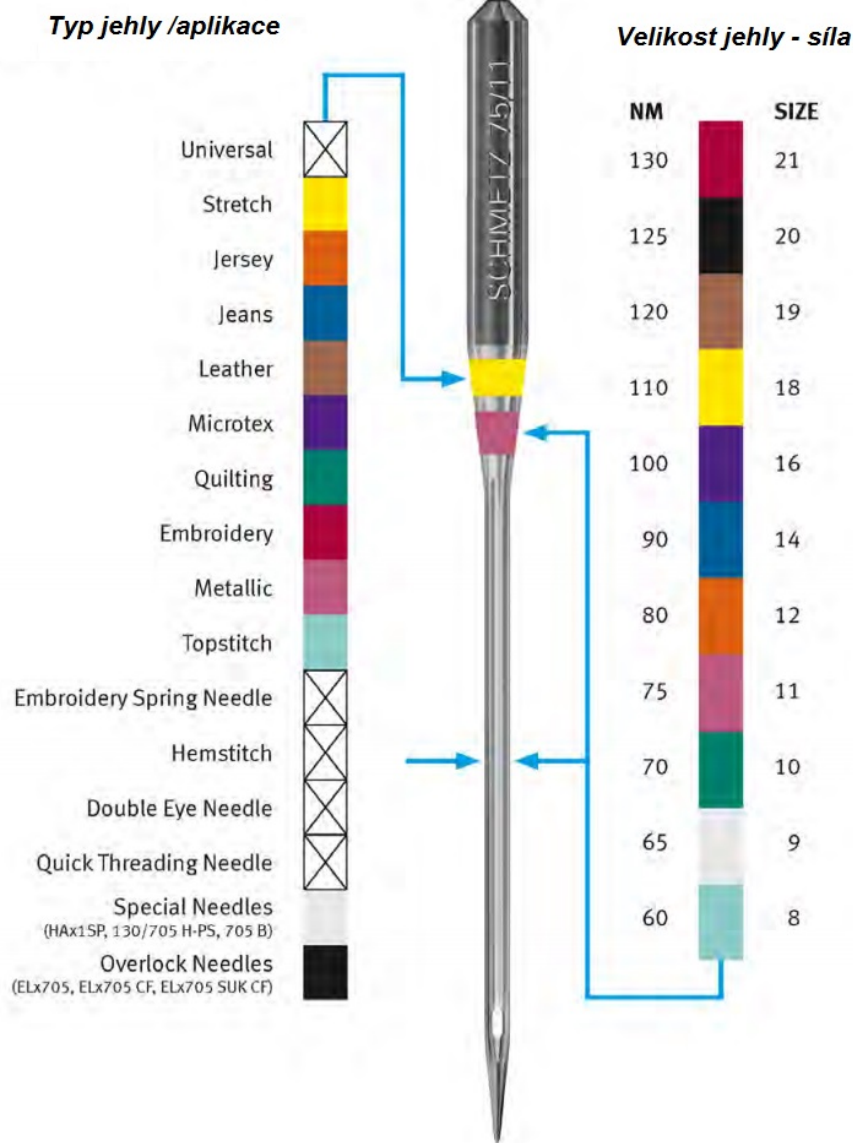 Typ jehly /aplikace
Universal
Stretch
Jersey
Jeans
Leather
Microtex
Quilting
Embroidery
Metallic
Topstitch
Embroidery Spring Needle
Hemstitch
Double Eye Needle
Quick Threading Needle
Special Needles
(HAx1SP, 130/705 H-PS, 705 B)
Overlock Needles
(ELx705, ELx705 CF, ELx705 SUK CF)
SCHMETZ 75/11
Velikost jehly - síla
NM SIZE
130 21
125 20
120 19
110 18
100 16
90 14
80 12
75 11
70 10
65 9
60 8